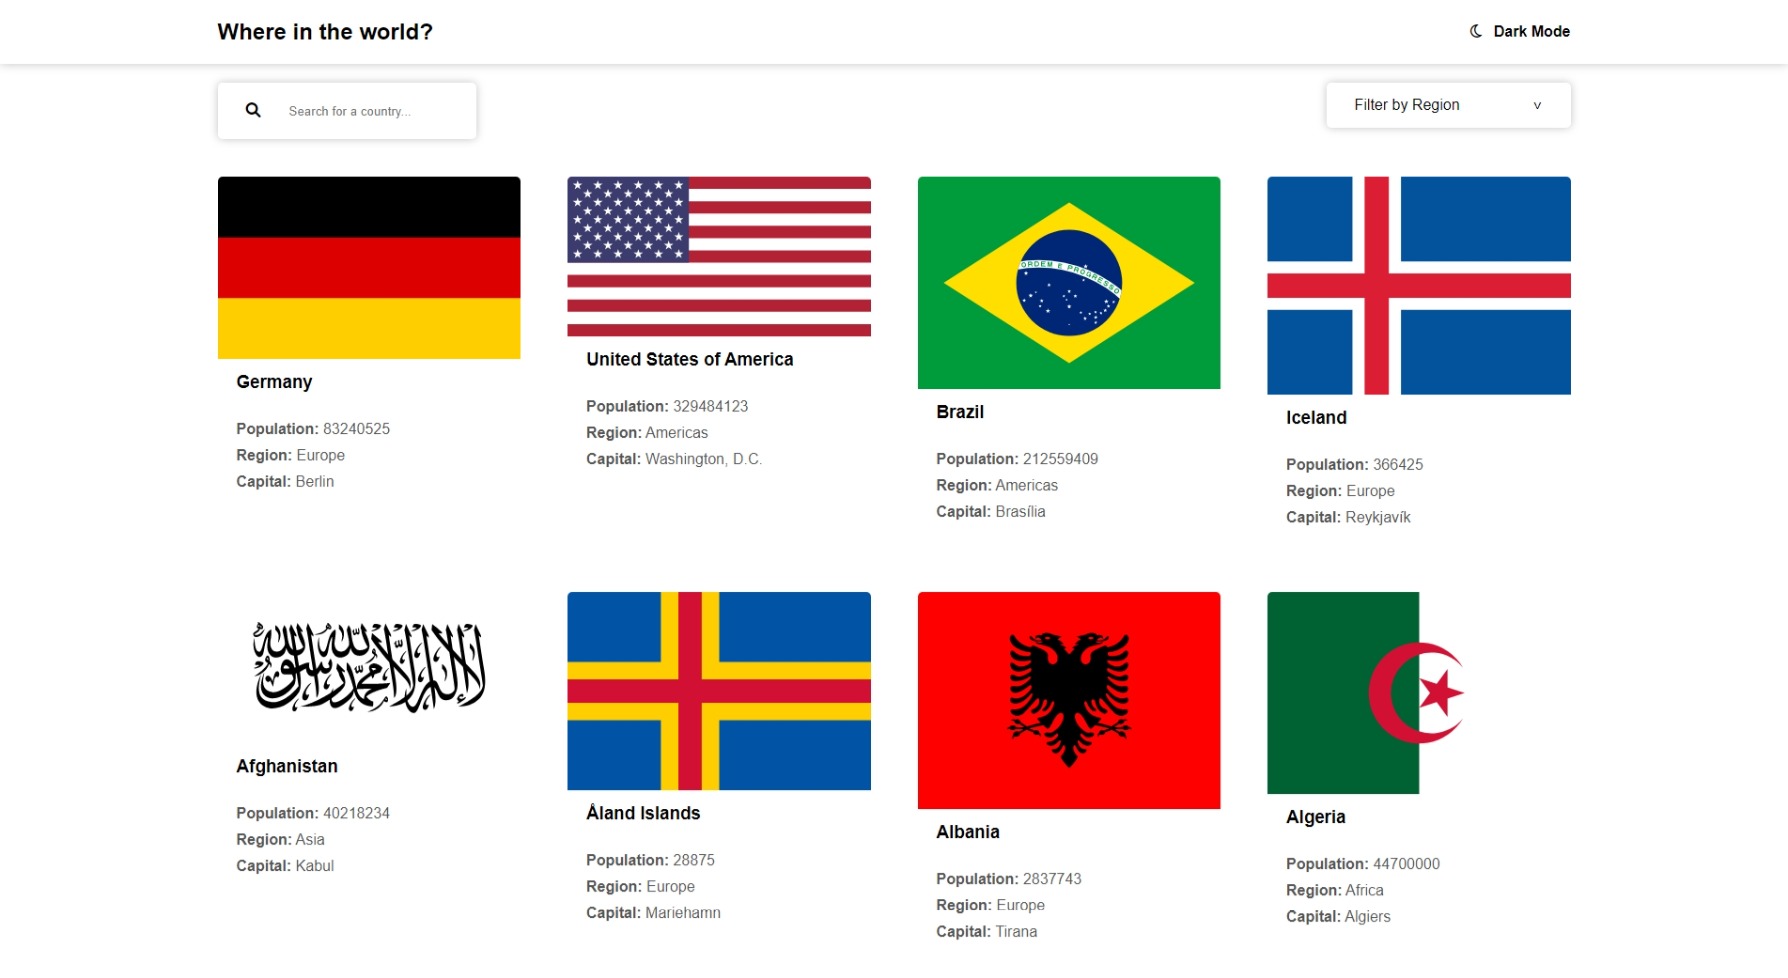 Where in the world?
Dark Mode
Search for a country...
Filter by Region
v
ORDEM E PROGRESSO
Germany
Population: 83240525
Region: Europe
Capital: Berlin
United States of America
Population: 329484123
Region: Americas
Capital: Washington, D.C.
Brazil
Population: 212559409
Region: Americas
Capital: Brasília
Iceland
Population: 366425
Region: Europe
Capital: Reykjavík
لا إله إلا الله محمد رسول الله
Afghanistan
Population: 40218234
Region: Asia
Capital: Kabul
Åland Islands
Population: 28875
Region: Europe
Capital: Mariehamn
Albania
Population: 2837743
Region: Europe
Capital: Tirana
Algeria
Population: 44700000
Region: Africa
Capital: Algiers